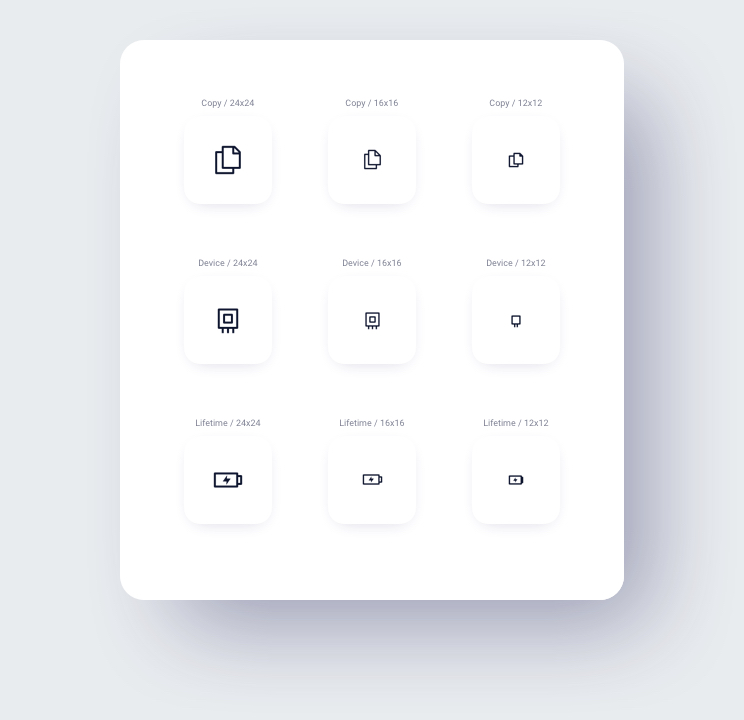 Copy / 24x24
Copy / 16x16
Copy / 12x12
Device / 24x24
Device / 16x16
Device / 12x12
Lifetime / 24x24
Lifetime / 16x16
Lifetime / 12x12